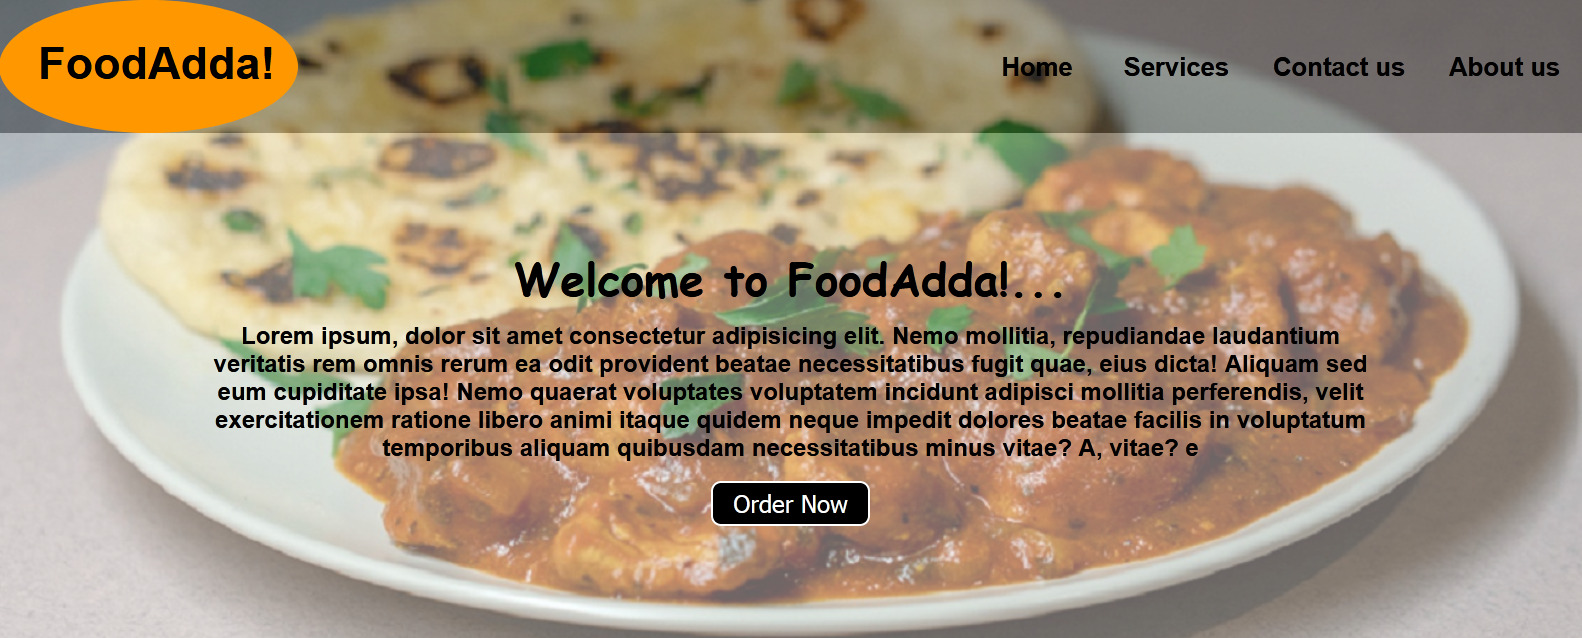 FoodAdda!
Home Services Contact us About us
Welcome to FoodAdda!...
Lorem ipsum, dolor sit amet consectetur adipisicing elit. Nemo mollitia, repudiandae laudantium
veritatis rem omnis rerum ea odit provident beatae necessitatibus fugit quae, eius dicta! Aliquam sed
eum cupiditate ipsa! Nemo quaerat voluptates voluptatem incidunt adipisci mollitia perferendis, velit
exercitationem ratione libero animi itaque quidem neque impedit dolores beatae facilis in voluptatum
temporibus aliquam quibusdam necessitatibus minus vitae? A, vitae? e
Order Now